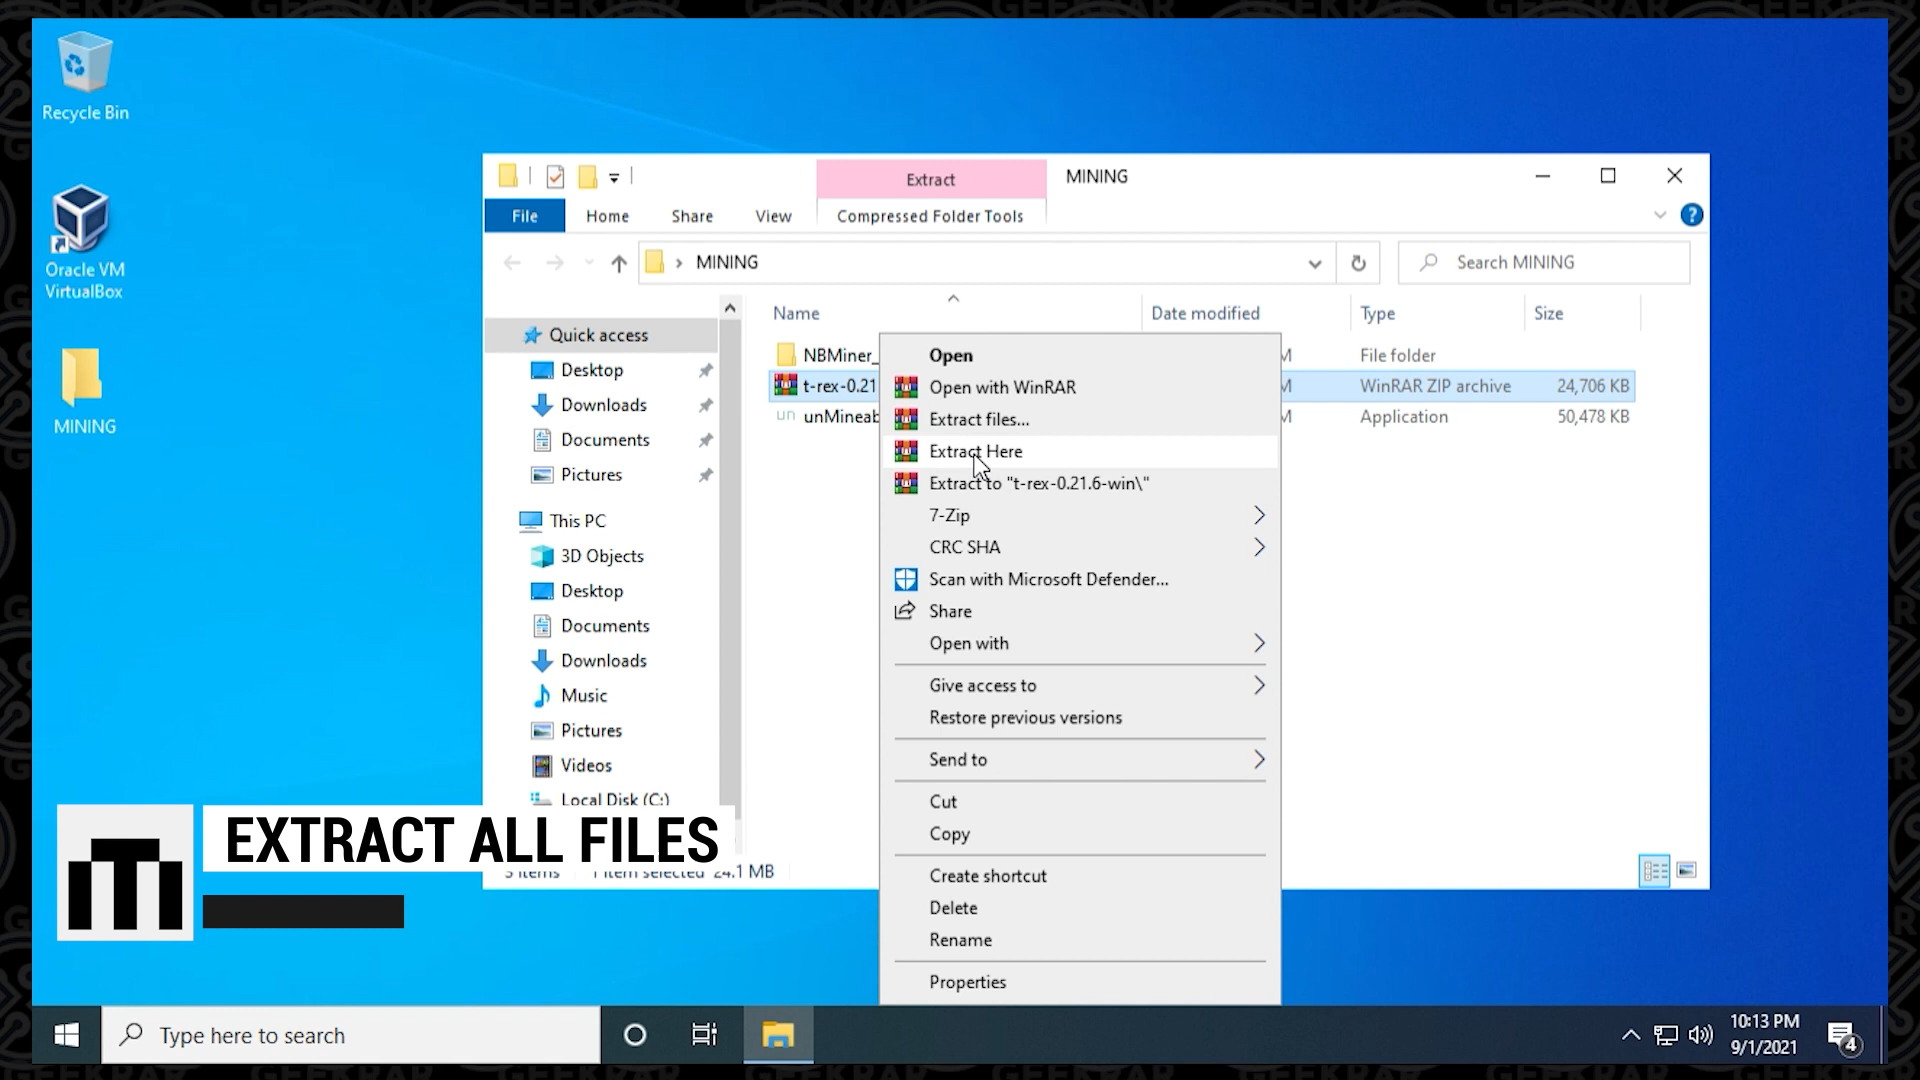 Recycle Bin
Oracle VM
VirtualBox
MINING
Extract
MINING
File
Home
Share
View
Compressed Folder Tools
MINING
Search MINING
Name
Date modified
Type
Size
Quick access
Desktop
Downloads
Documents
Pictures
This PC
3D Objects
Desktop
Documents
Downloads
Music
Pictures
Videos
Local Disk (C:)
NBMiner_
File folder
t-rex-0.21
WinRAR ZIP archive
24,706 KB
un
unMineab
Application
50,478 KB
Open
Open with WinRAR
Extract files...
Extract Here
Extract to "t-rex-0.21.6-win\"
7-Zip
CRC SHA
Scan with Microsoft Defender...
Share
Open with
Give access to
Restore previous versions
Send to
Cut
Copy
Create shortcut
Delete
Rename
Properties
EXTRACT ALL FILES
3 items 1 item selected 24.1 MB
Type here to search
10:13 PM
9/1/2021
4